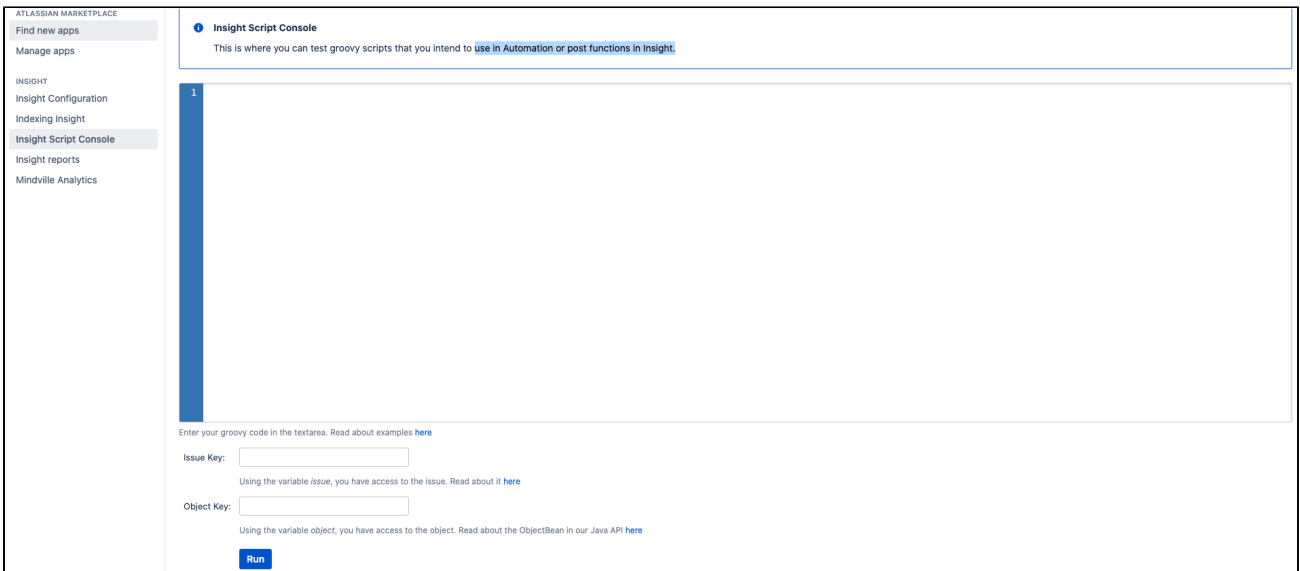 ATLASSIAN MARKETPLACE
Find new apps
Manage apps
INSIGHT
Insight Configuration
Indexing Insight
Insight Script Console
Insight reports
Mindville Analytics
Insight Script Console
This is where you can test groovy scripts that you intend to use in Automation or post functions in Insight.
1
Enter your groovy code in the textarea. Read about examples here
Issue Key:
Using the variable issue, you have access to the issue. Read about it here
Object Key:
Using the variable object, you have access to the object. Read about the ObjectBean in our Java API here
Run